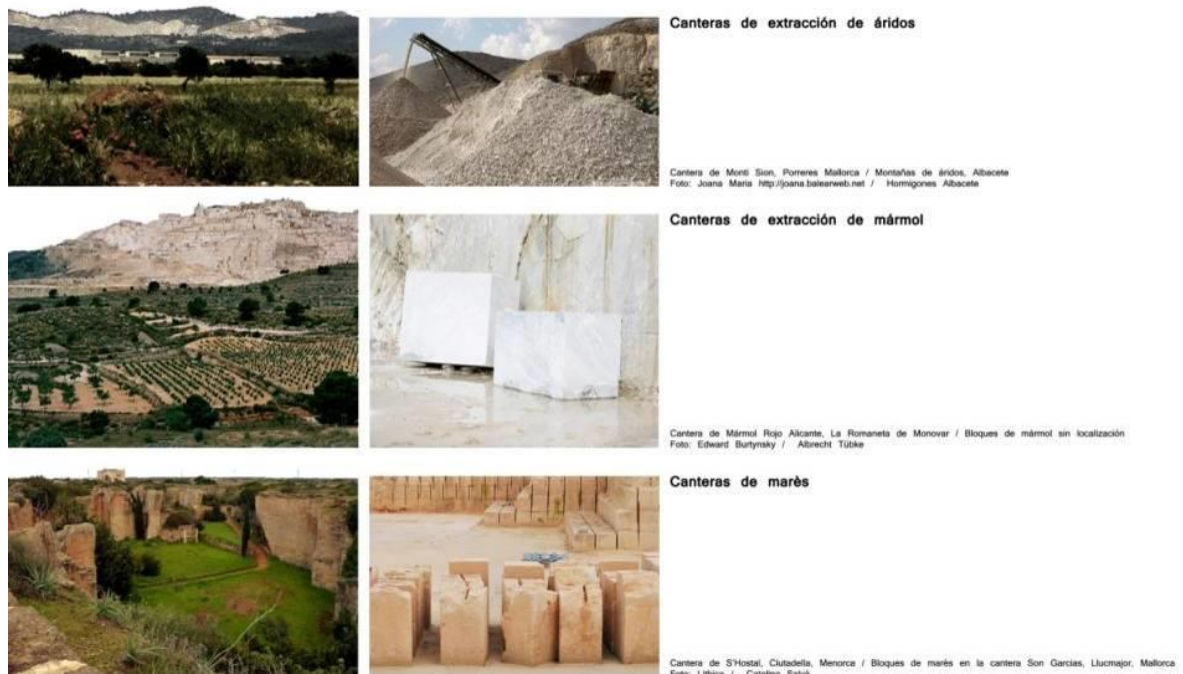 Canteras de extracción de áridos
Cantera de Monti Sion, Porreres Mallorca / Montañas de áridos, Albacete
Foto: Joana Maria http://joana.balearweb.net / Hormigones Albacete
Canteras de extracción de mármol
Cantera de Mármol Rojo Alicante, La Romaneta de Monovar / Bloques de mármol sin localización
Foto: Edward Burtynsky / Albrecht Tübke
Canteras de marès
Cantera de S'Hostal, Ciutadella, Menorca / Bloques de marès en la cantera Son Garcias, Llucmajor, Mallorca
Foto: Lithica / Catalina Salvà